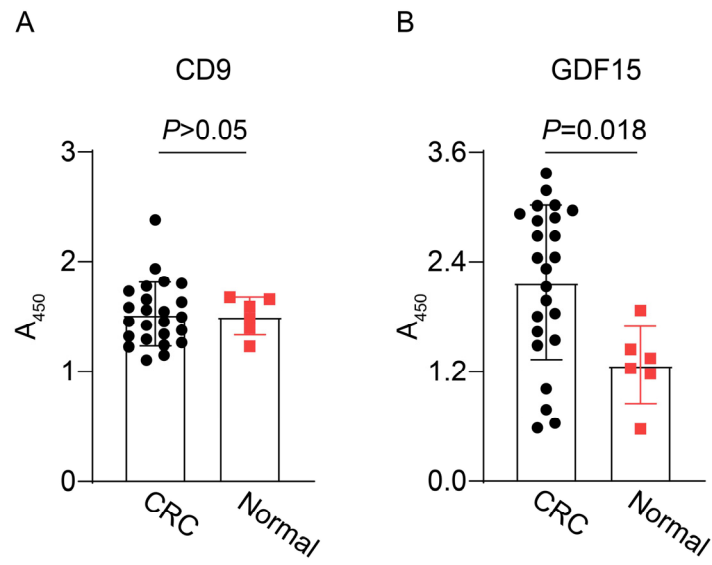 A
CD9
P>0.05
A450
3
2
1
0
CRC
Normal
B
GDF15
P=0.018
A450
3.6
2.4
1.2
0.0
CRC
Normal